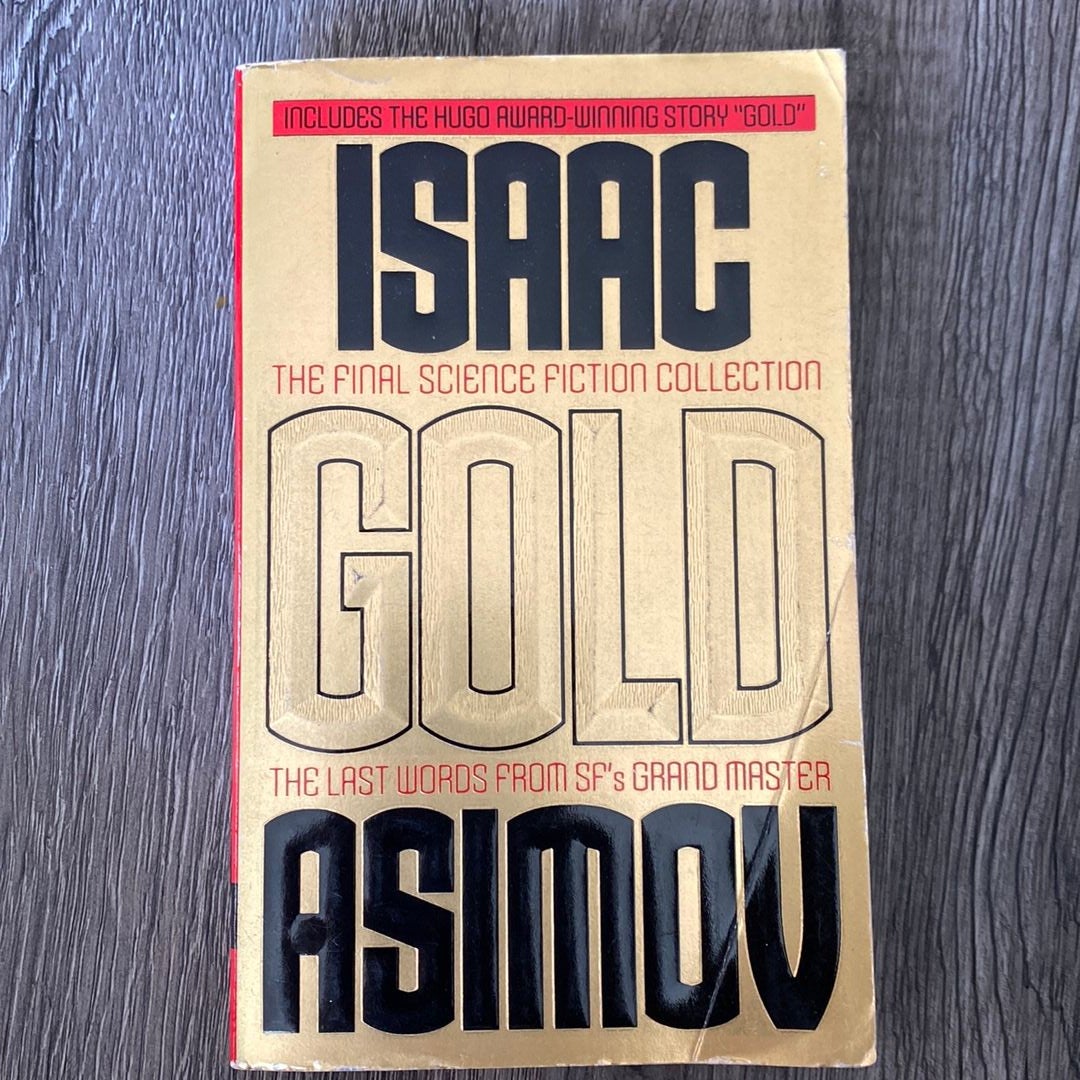 INCLUDES THE HUGO AWARD-WINNING STORY "GOLD"
ISAAC
THE FINAL SCIENCE FICTION COLLECTION
GOLD
THE LAST WORDS FROM SF's GRAND MASTER
ASIMOV